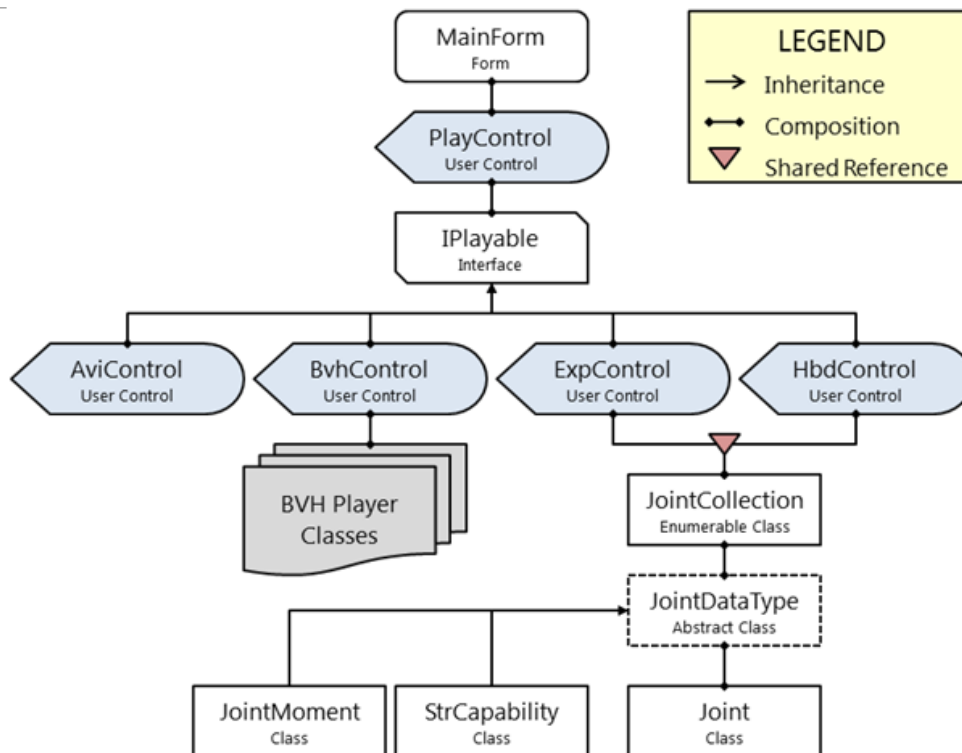 MainForm
Form
LEGEND
Inheritance
Composition
Shared Reference
PlayControl
User Control
IPlayable
Interface
AviControl
User Control
BvhControl
User Control
ExpControl
User Control
HbdControl
User Control
BVH Player
Classes
JointCollection
Enumerable Class
JointDataType
Abstract Class
JointMoment
Class
StrCapability
Class
Joint
Class